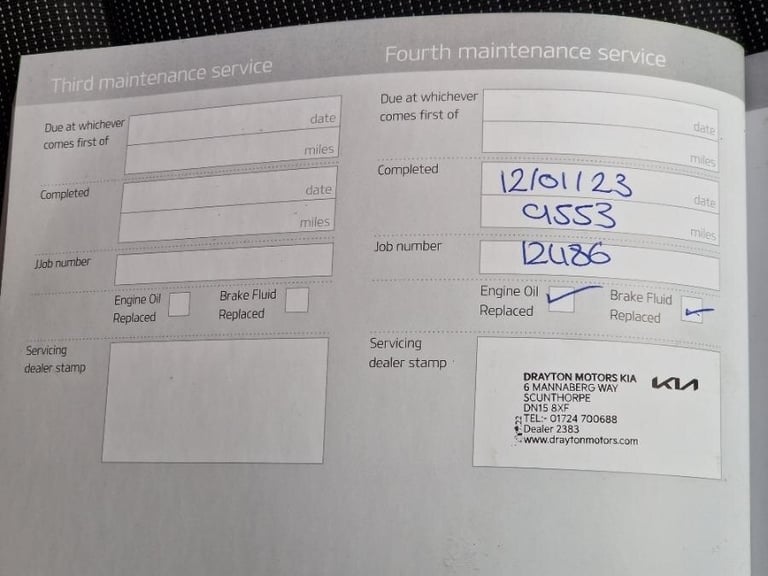 Third maintenance service
Due at whichever
comes first of
date
miles
Completed
date
miles
JJob number
Engine Oil
Replaced
Brake Fluid
Replaced
Servicing
dealer stamp
Fourth maintenance service
Due at whichever
comes first of
date
miles
Completed
12/01/23
date
9553
miles
Job number
12486
Engine Oil
Replaced
Brake Fluid
Replaced
Servicing
dealer stamp
DRAYTON MOTORS KIA
KIA
6 MANNABERG WAY
SCUNTHORPE
DN15 8XF
TEL:- 01724 700688
Dealer 2383
www.draytonmotors.com